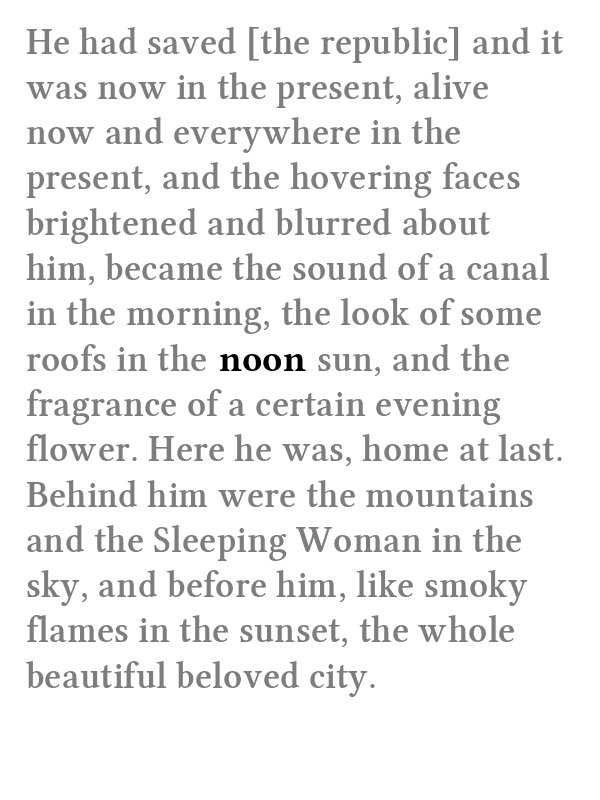 He had saved [the republic] and it
was now in the present, alive
now and everywhere in the
present, and the hovering faces
brightened and blurred about
him, became the sound of a canal
in the morning, the look of some
roofs in the noon sun, and the
fragrance of a certain evening
flower. Here he was, home at last.
Behind him were the mountains
and the Sleeping Woman in the
sky, and before him, like smoky
flames in the sunset, the whole
beautiful beloved city.